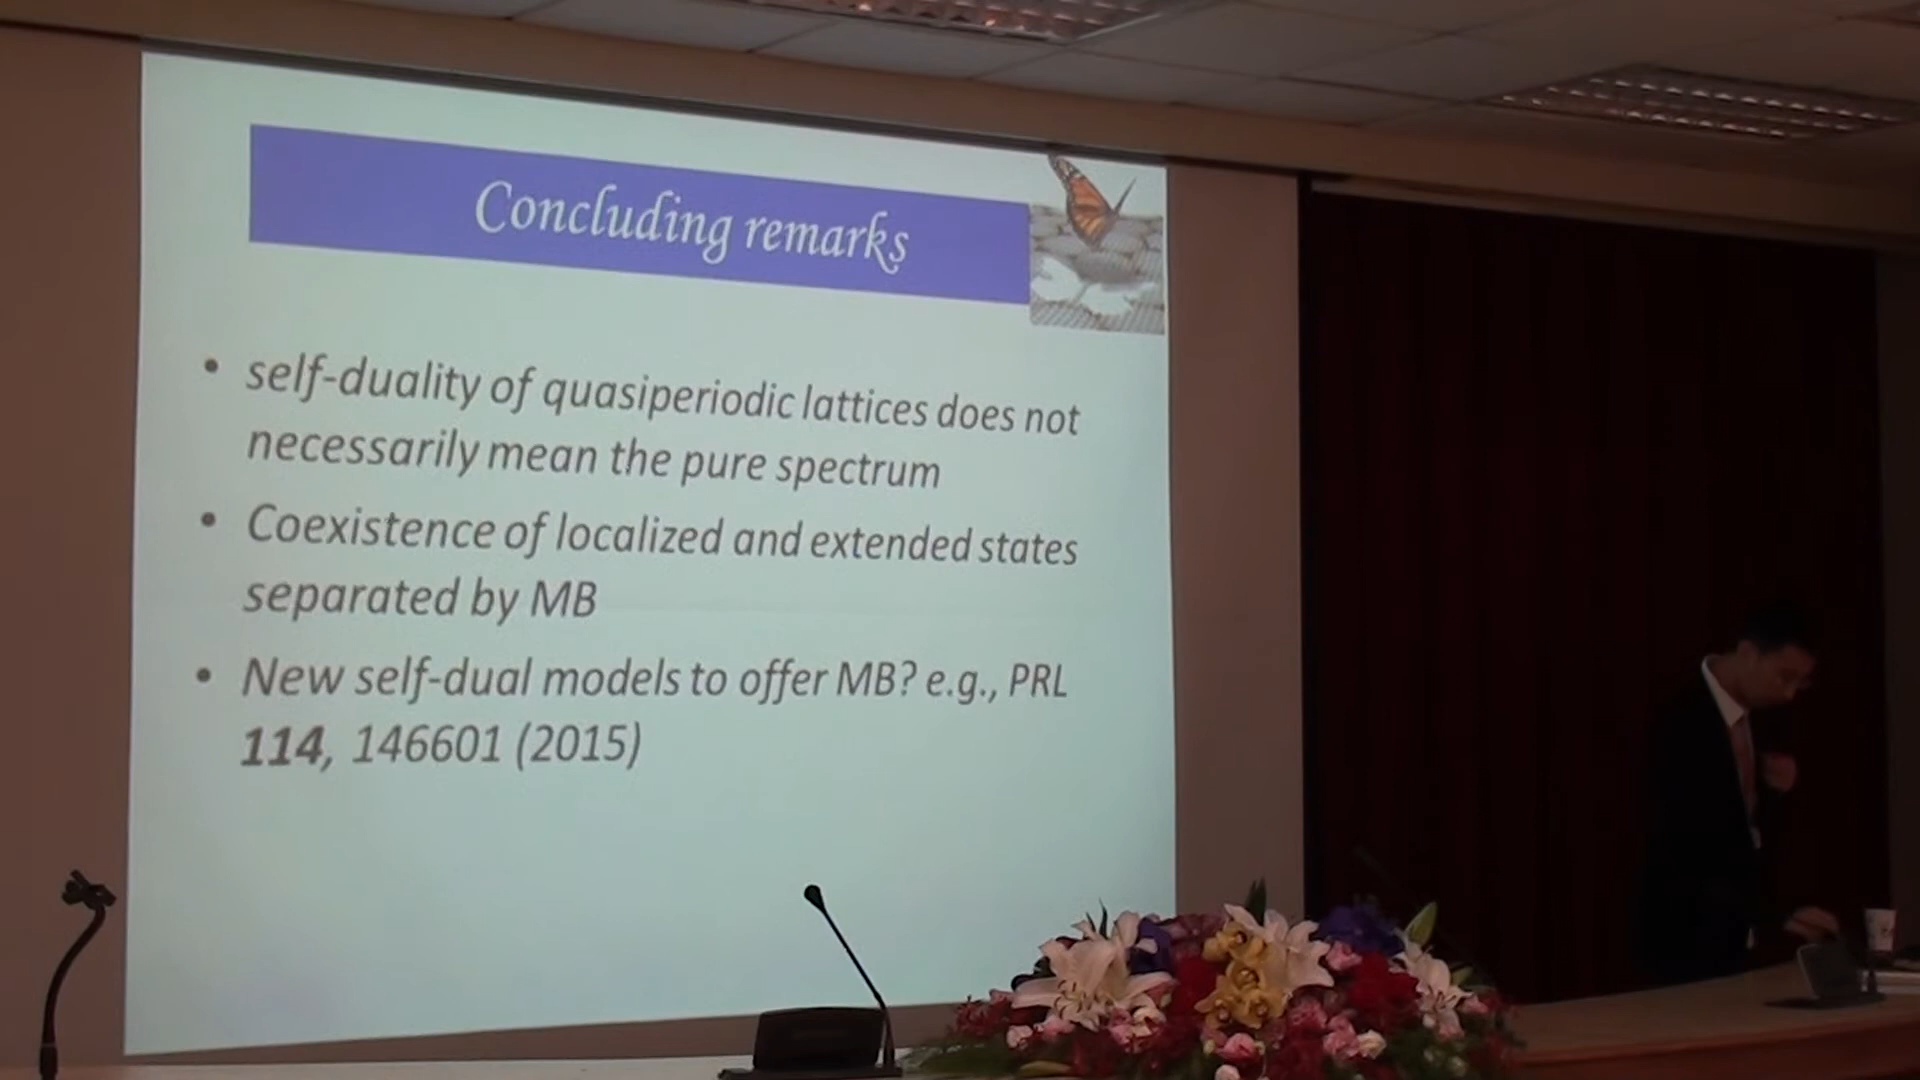 Concluding remarks
• self-duality of quasiperiodic lattices does not
necessarily mean the pure spectrum
• Coexistence of localized and extended states
separated by MB
• New self-dual models to offer MB? e.g., PRL
114, 146601 (2015)